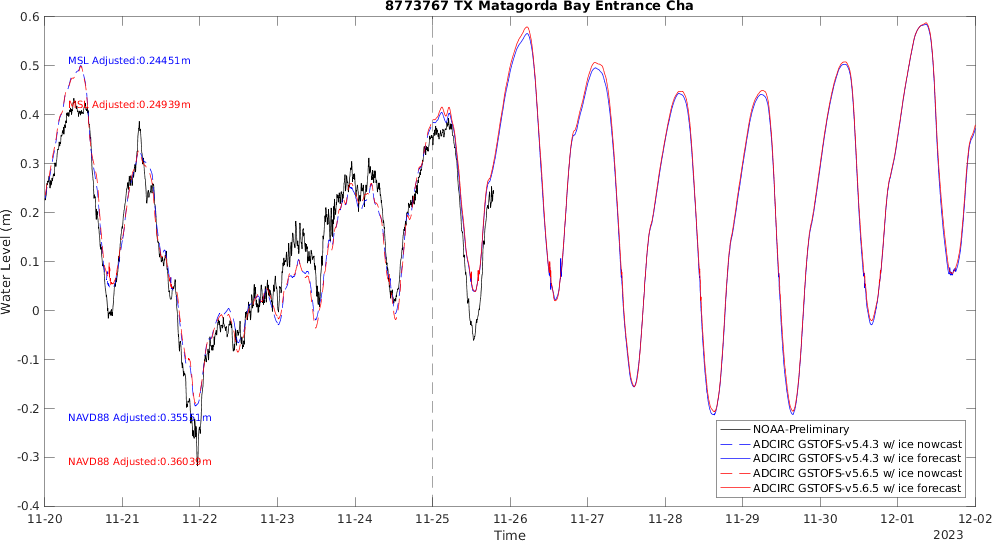 8773767 TX Matagorda Bay Entrance Cha
0.6
0.5
0.4
0.3
0.2
0.1
0
-0.1
-0.2
-0.3
-0.4
Water Level (m)
MSL Adjusted:0.24451m
MSL Adjusted:0.24939m
NAVD88 Adjusted:0.35551m
NAVD88 Adjusted:0.36039m
NOAA-Preliminary
ADCIRC GSTOFS-v5.4.3 w/ ice nowcast
ADCIRC GSTOFS-v5.4.3 w/ ice forecast
ADCIRC GSTOFS-v5.6.5 w/ ice nowcast
ADCIRC GSTOFS-v5.6.5 w/ ice forecast
11-20 11-21 11-22 11-23 11-24 11-25 11-26 11-27 11-28 11-29 11-30 12-01 12-02
Time
2023